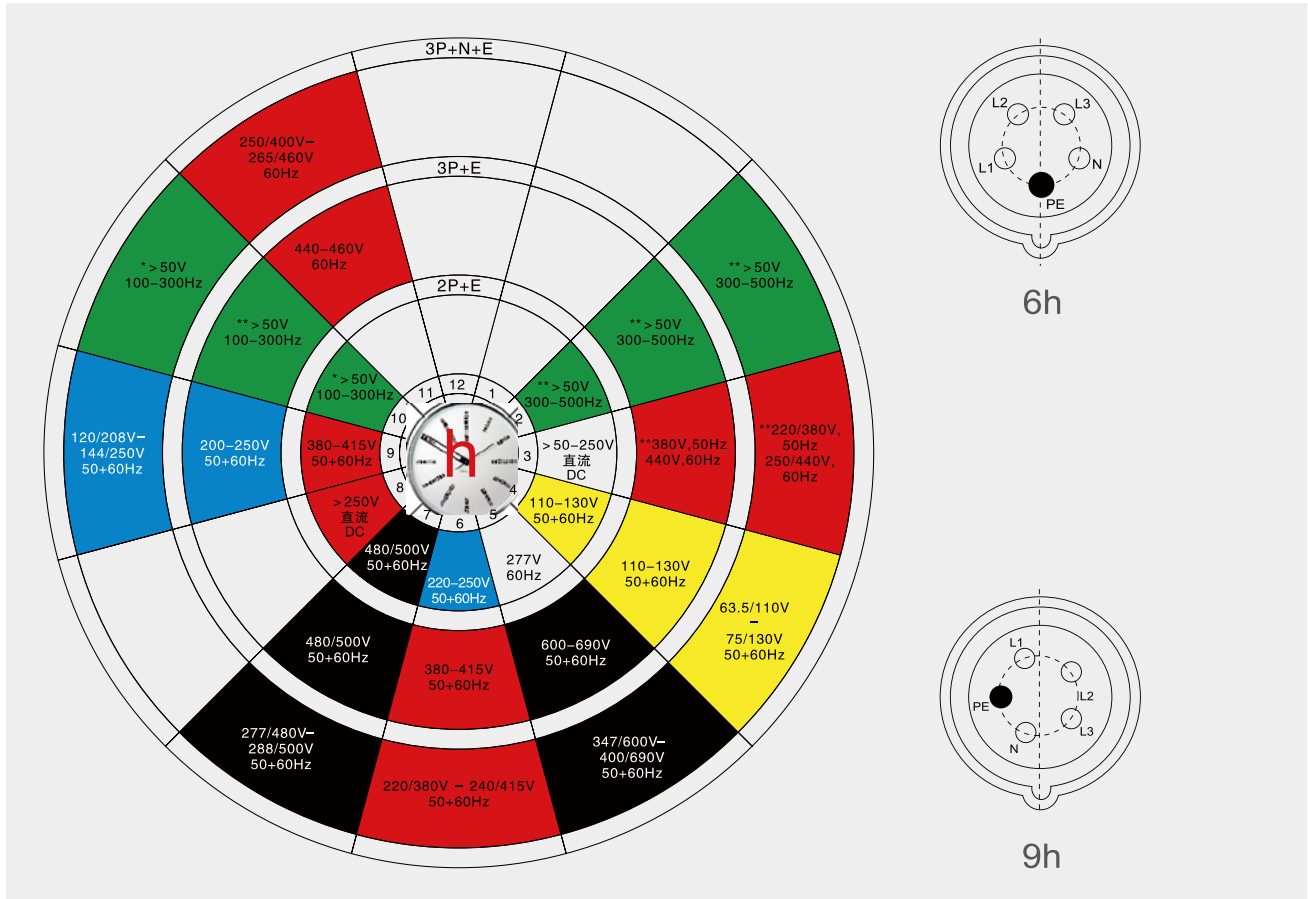 3P+N+E
250/400V–
265/460V
60Hz
*>50V
100–300Hz
**>50V
300–500Hz
120/208V–
144/250V
50+60Hz
**220/380V,
50Hz
250/440V,
60Hz
63.5/110V
–
75/130V
50+60Hz
277/480V–
288/500V
50+60Hz
220/380V – 240/415V
50+60Hz
347/600V–
400/690V
50+60Hz
3P+E
440–460V
60Hz
**>50V
100–300Hz
**>50V
300–500Hz
200–250V
50+60Hz
**380V,50Hz
440V,60Hz
110–130V
50+60Hz
480/500V
50+60Hz
380–415V
50+60Hz
600–690V
50+60Hz
2P+E
*>50V
100–300Hz
**>50V
300–500Hz
380–415V
50+60Hz
>50–250V
直流
DC
>250V
直流
DC
110–130V
50+60Hz
480/500V
50+60Hz
220–250V
50+60Hz
277V
60Hz
12
1
2
3
4
5
6
7
8
9
10
11
h
L2
L3
L1
N
PE
6h
L1
L2
PE
L3
N
9h